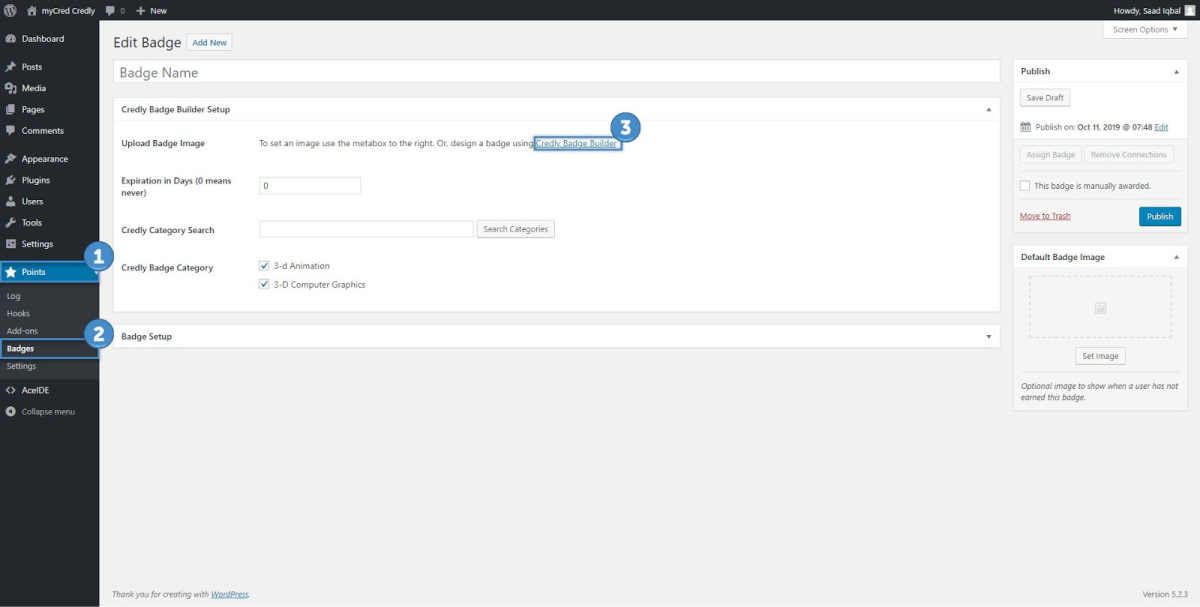 myCred Credly 0 New Howdy, Saad Iqbal
Screen Options
Dashboard
Posts
Media
Pages
Comments
Appearance
Plugins
Users
Tools
Settings
1
Points
Log
Hooks
Add-ons
2
Badges
Settings
AceIDE
Collapse menu
Edit Badge Add New
Badge Name
Credly Badge Builder Setup
3
Upload Badge Image To set an image use the metabox to the right. Or, design a badge using Credly Badge Builder
Expiration in Days (0 means
never)
0
Credly Category Search Search Categories
Credly Badge Category 3-d Animation
3-D Computer Graphics
Badge Setup
Publish
Save Draft
Publish on: Oct 11, 2019 @ 07:48 Edit
Assign Badge Remove Connections
This badge is manually awarded.
Move to Trash Publish
Default Badge Image
Set Image
Optional image to show when a user has not
earned this badge.
Thank you for creating with WordPress. Version 5.2.3